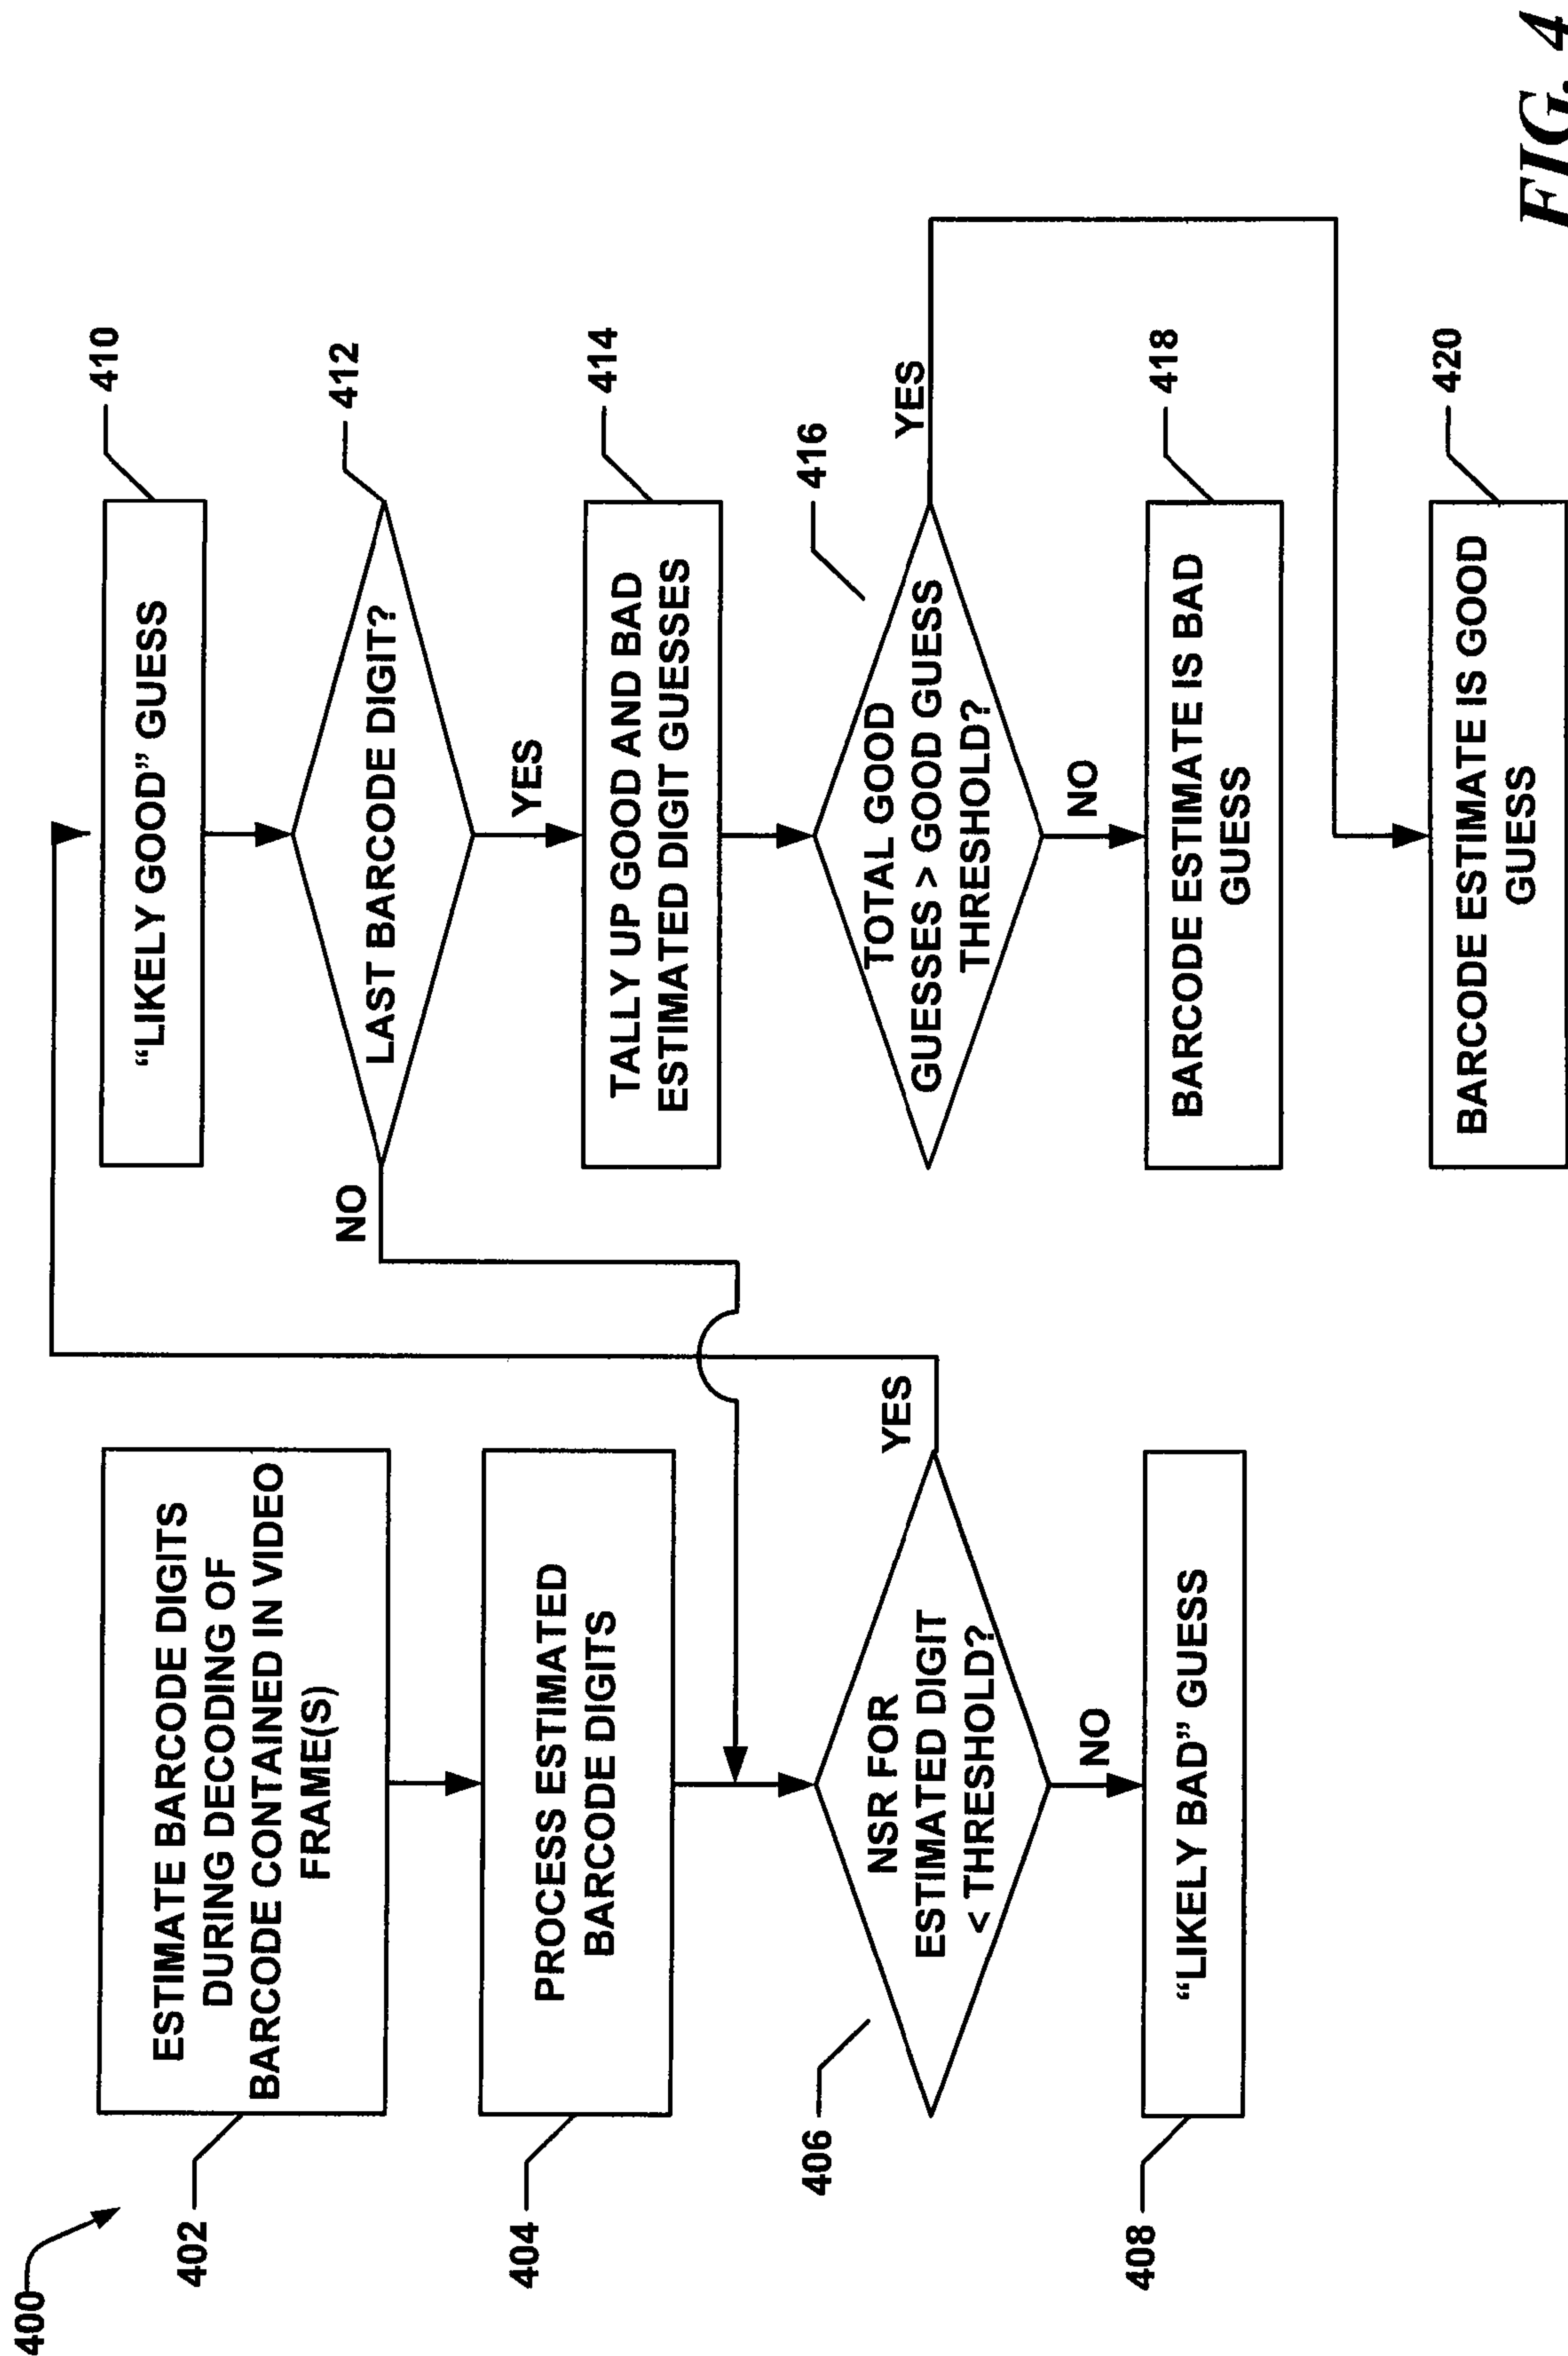 400
402
ESTIMATE BARCODE DIGITS
DURING DECODING OF
BARCODE CONTAINED IN VIDEO
FRAME(S)
404
PROCESS ESTIMATED
BARCODE DIGITS
406
NSR FOR
ESTIMATED DIGIT
< THRESHOLD?
YES
NO
408
“LIKELY BAD” GUESS
410
“LIKELY GOOD” GUESS
412
LAST BARCODE DIGIT?
NO
YES
414
TALLY UP GOOD AND BAD
ESTIMATED DIGIT GUESSES
416
TOTAL GOOD
GUESSES > GOOD GUESS
THRESHOLD?
YES
NO
418
BARCODE ESTIMATE IS BAD
GUESS
420
BARCODE ESTIMATE IS GOOD
GUESS
FIG. 4